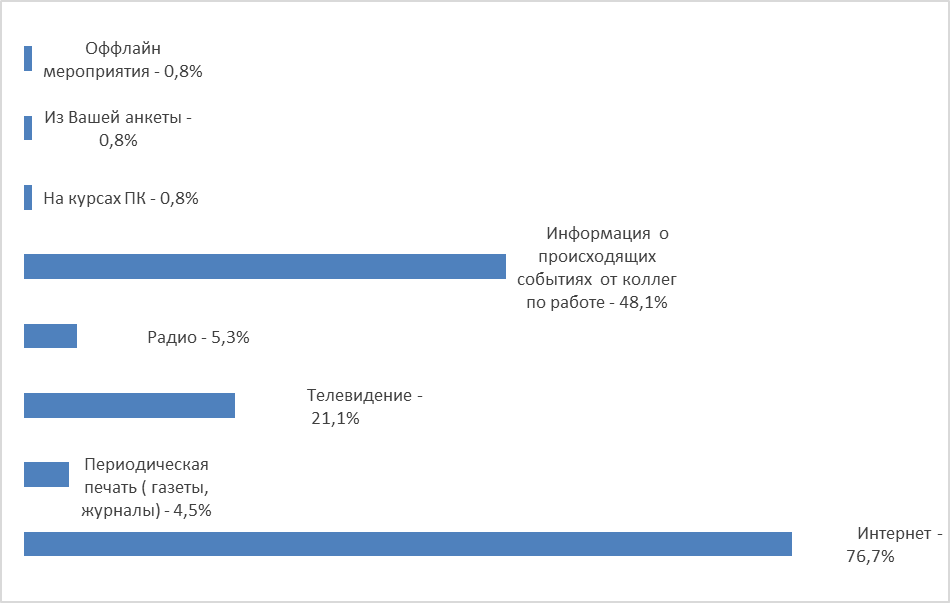 Оффлайн
мероприятия - 0,8%
Из Вашей анкеты -
0,8%
На курсах ПК - 0,8%
Информация о
происходящих
событиях от коллег
по работе - 48,1%
Радио - 5,3%
Телевидение -
21,1%
Периодическая
печать ( газеты,
журналы) - 4,5%
Интернет -
76,7%